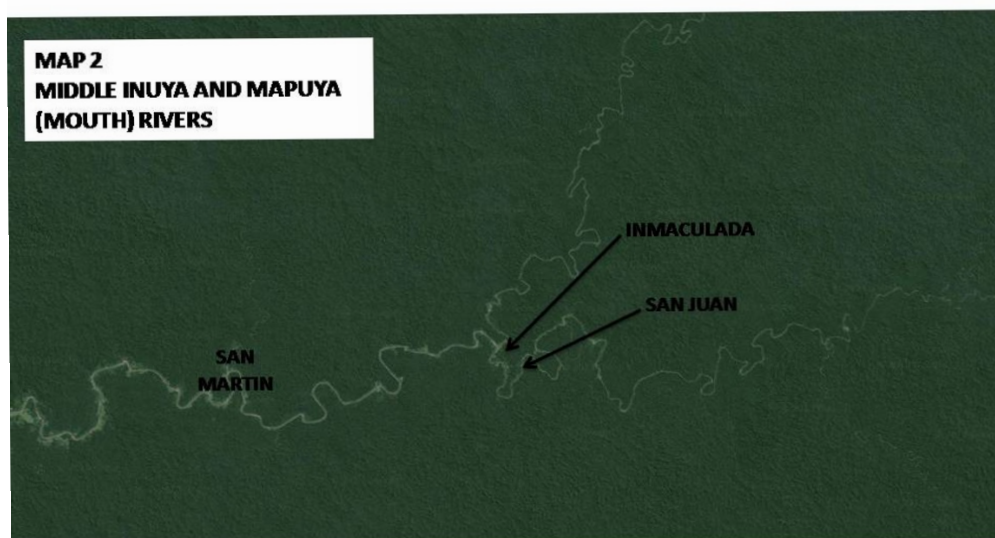 MAP 2
MIDDLE INUYA AND MAPUYA
(MOUTH) RIVERS
INMACULADA
SAN JUAN
SAN
MARTIN